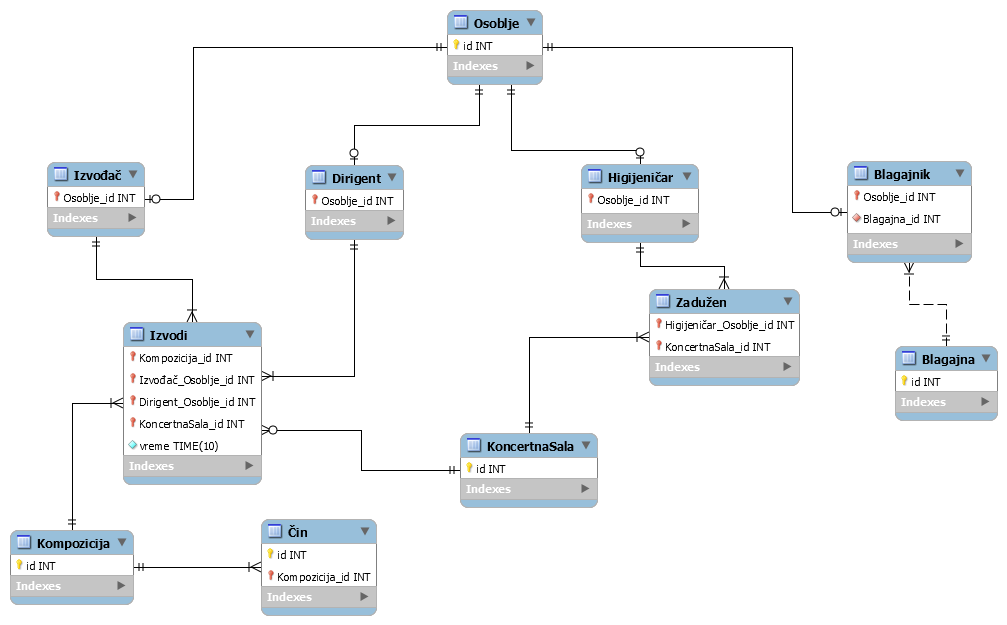 Osoblje
id INT
Indexes
Izvođač
Osoblje_id INT
Indexes
Dirigent
Osoblje_id INT
Indexes
Higijeničar
Osoblje_id INT
Indexes
Blagajnik
Osoblje_id INT
Blagajna_id INT
Indexes
Zadužen
Higijeničar_Osoblje_id INT
KoncertnaSala_id INT
Indexes
Izvodi
Kompozicija_id INT
Izvođač_Osoblje_id INT
Dirigent_Osoblje_id INT
KoncertnaSala_id INT
vreme TIME(10)
Indexes
Blagajna
id INT
Indexes
KoncertnaSala
id INT
Indexes
Kompozicija
id INT
Indexes
Čin
id INT
Kompozicija_id INT
Indexes